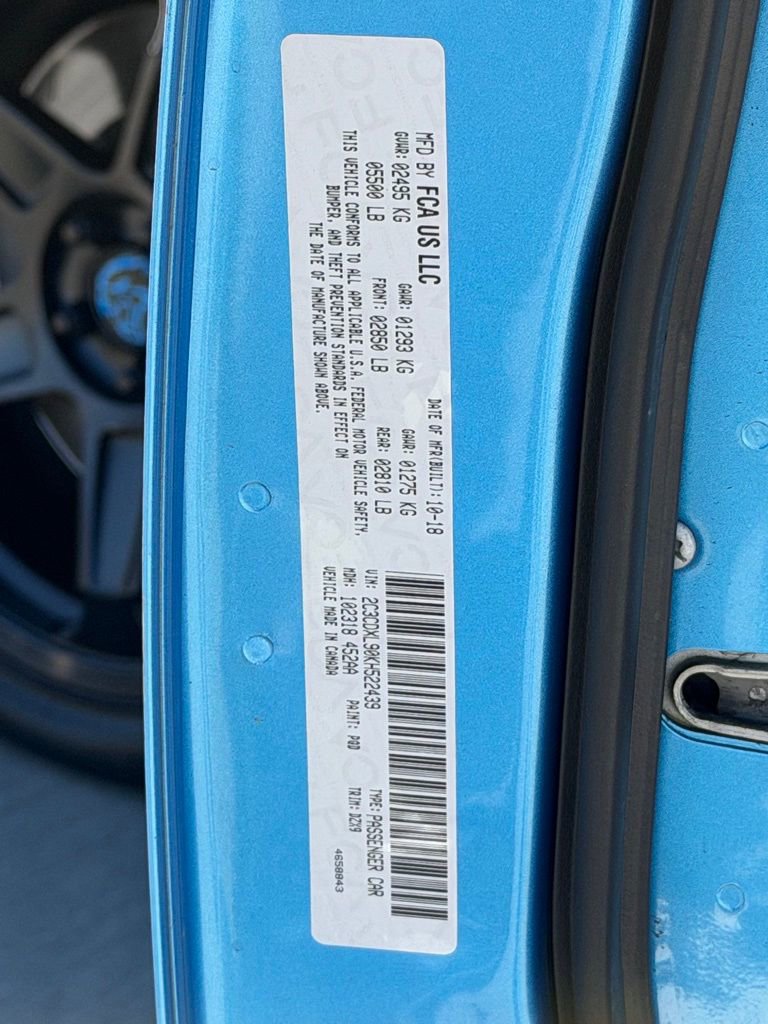 MFD BY FCA US LLC DATE OF MFR(BUILT): 10-18
GVWR: 02495 KG GAWR: 01293 KG GAWR: 01275 KG
05500 LB FRONT: 02850 LB REAR: 02810 LB
THIS VEHICLE CONFORMS TO ALL APPLICABLE U.S.A. FEDERAL MOTOR VEHICLE SAFETY,
BUMPER, AND THEFT PREVENTION STANDARDS IN EFFECT ON
THE DATE OF MANUFACTURE SHOWN ABOVE.
VIN: 2C3CDXL90KH522439 TYPE: PASSENGER CAR
MDH: 102318 452AA PAINT: PQD TRIM: DZX9
VEHICLE MADE IN CANADA
4658843